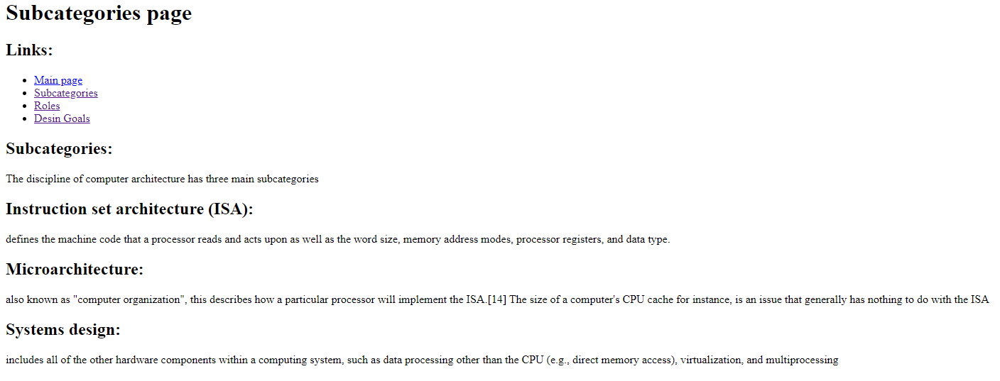 Subcategories page
Links:
Main page
Subcategories
Roles
Desin Goals
Subcategories:
The discipline of computer architecture has three main subcategories
Instruction set architecture (ISA):
defines the machine code that a processor reads and acts upon as well as the word size, memory address modes, processor registers, and data type.
Microarchitecture:
also known as "computer organization", this describes how a particular processor will implement the ISA.[14] The size of a computer's CPU cache for instance, is an issue that generally has nothing to do with the ISA
Systems design:
includes all of the other hardware components within a computing system, such as data processing other than the CPU (e.g., direct memory access), virtualization, and multiprocessing